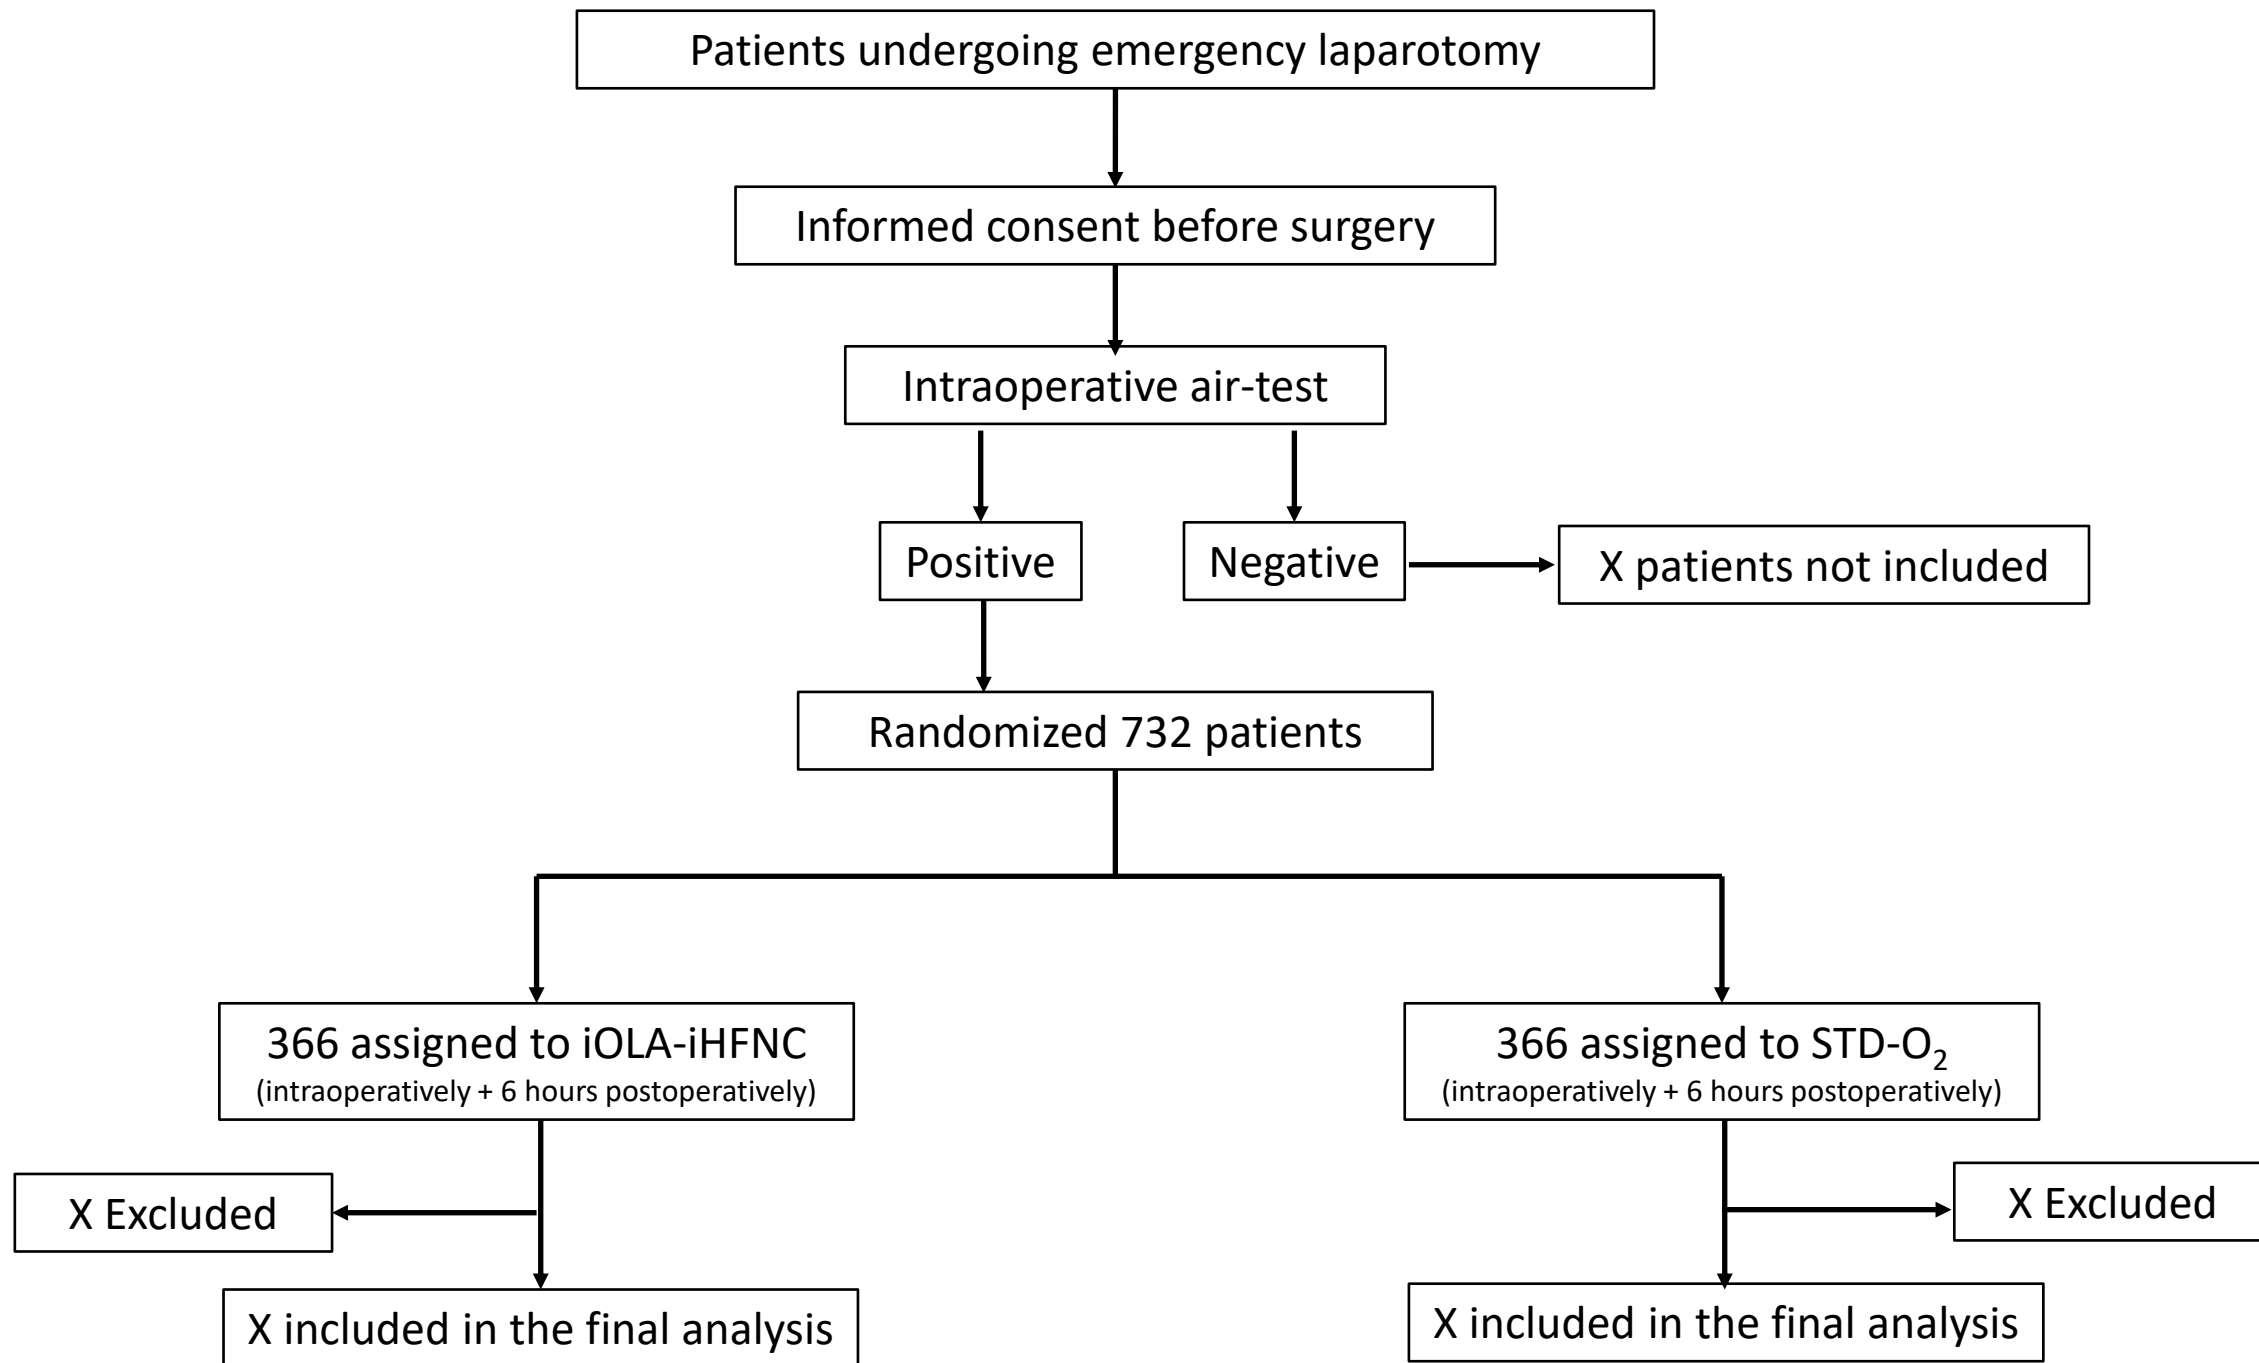 Patients undergoing emergency laparotomy
Informed consent before surgery
Intraoperative air-test
Positive
Negative
X patients not included
Randomized 732 patients
366 assigned to iOLA-iHFNC
(intraoperatively + 6 hours postoperatively)
366 assigned to STD-O₂
(intraoperatively + 6 hours postoperatively)
X Excluded
X Excluded
X included in the final analysis
X included in the final analysis